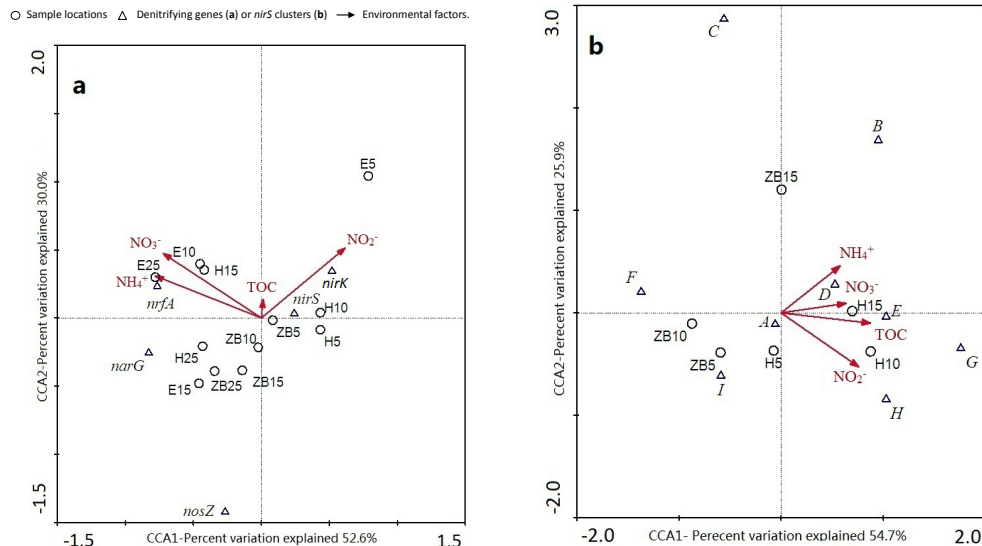 Sample locations Denitrifying genes (a) or nirS clusters (b) Environmental factors.
a
2.0
CCA2-Percent variation explained 30.0%
-1.5
E5
NO₃⁻
E10
H15
E25
NH₄⁺
nrfA
NO₂⁻
nirK
TOC
nirS
H10
H5
ZB5
ZB10
H25
narG
E15
ZB25
ZB15
nosZ
-1.5
CCA1-Percent variation explained 52.6%
1.5
b
3.0
CCA2-Perecent variation explained 25.9%
-2.0
C
B
ZB15
NH₄⁺
F
D
NO₃⁻
H15
E
A
TOC
ZB10
ZB5
H5
H10
G
I
NO₂⁻
H
-2.0
CCA1- Percent variation explained 54.7%
2.0